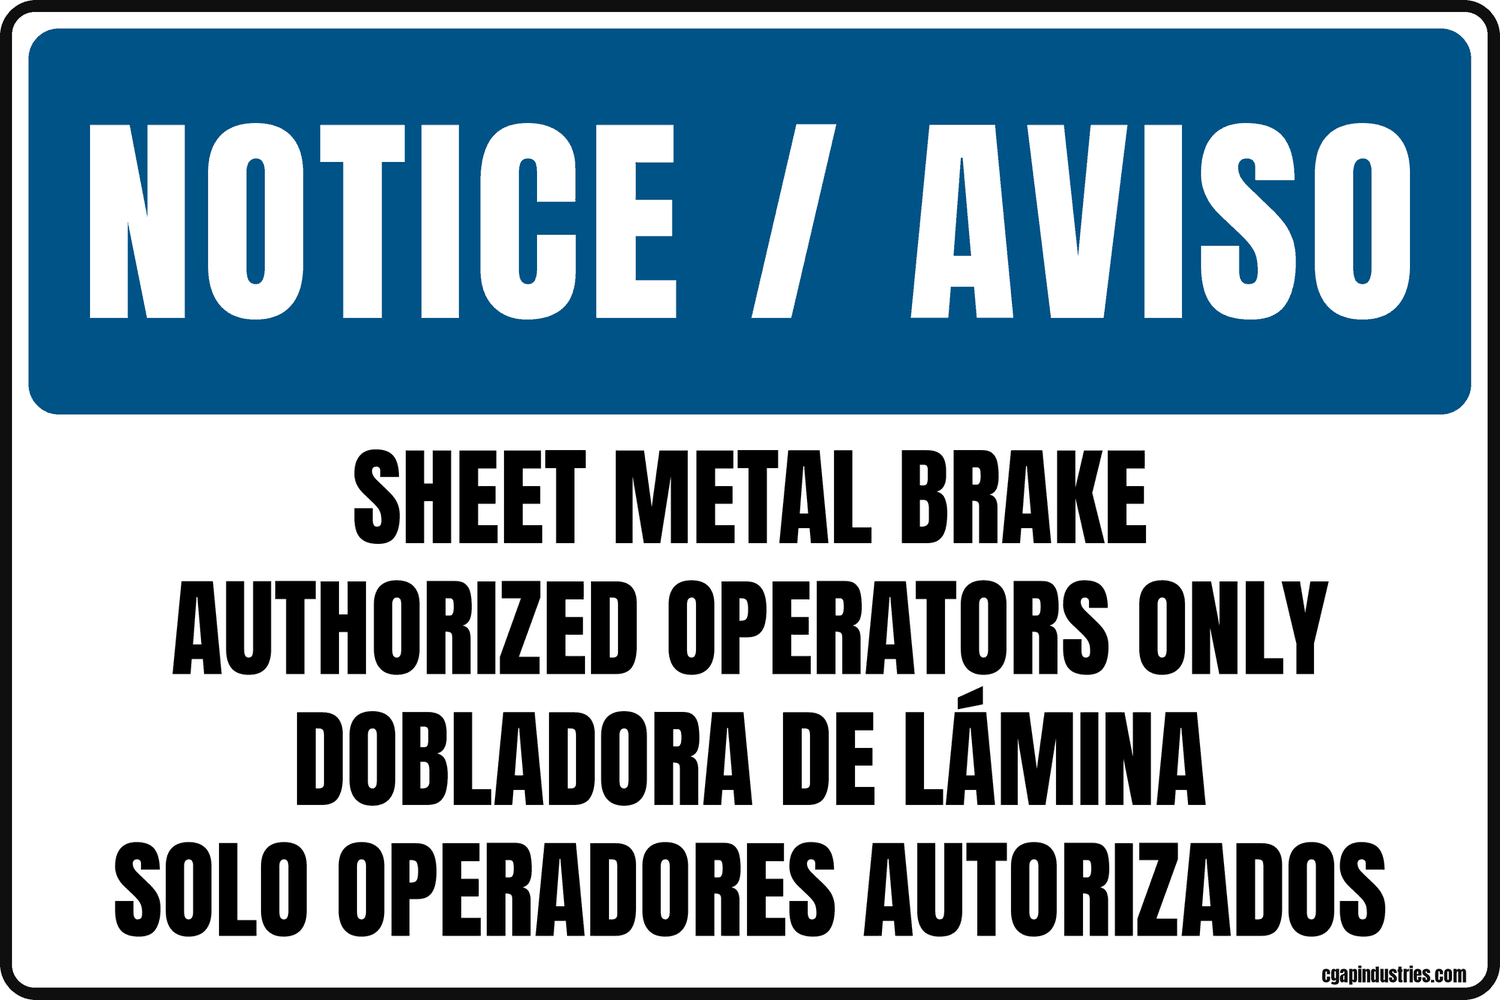 NOTICE / AVISO
SHEET METAL BRAKE
AUTHORIZED OPERATORS ONLY
DOBLADORA DE LÁMINA
SOLO OPERADORES AUTORIZADOS
cgapindustries.com